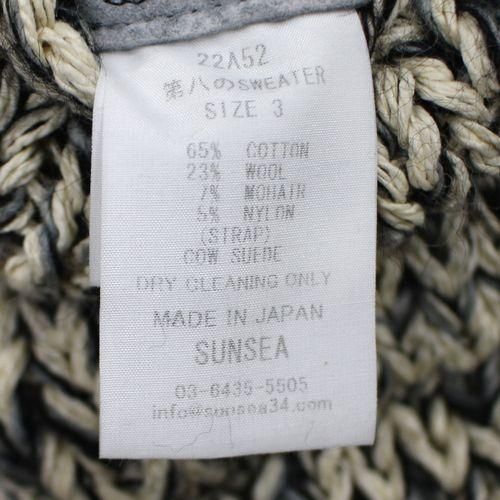 22A52
第八のSWEATER
SIZE 3
65% COTTON
23% WOOL
7% MOHAIR
5% NYLON
(STRAP)
COW SUEDE
DRY CLEANING ONLY
MADE IN JAPAN
SUNSEA
03-6435-5505
info@sunsea34.com